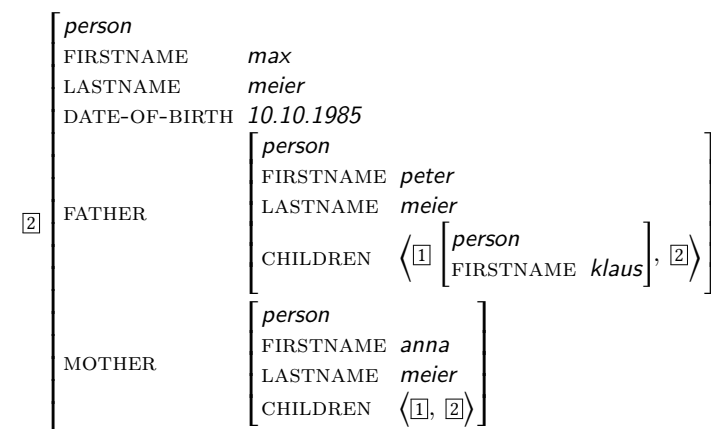 person
FIRSTNAME max
LASTNAME meier
DATE-OF-BIRTH 10.10.1985
person
FIRSTNAME peter
LASTNAME meier
2 FATHER
CHILDREN ⟨1 [person
FIRSTNAME klaus], 2⟩
person
FIRSTNAME anna
MOTHER
LASTNAME meier
CHILDREN ⟨1, 2⟩